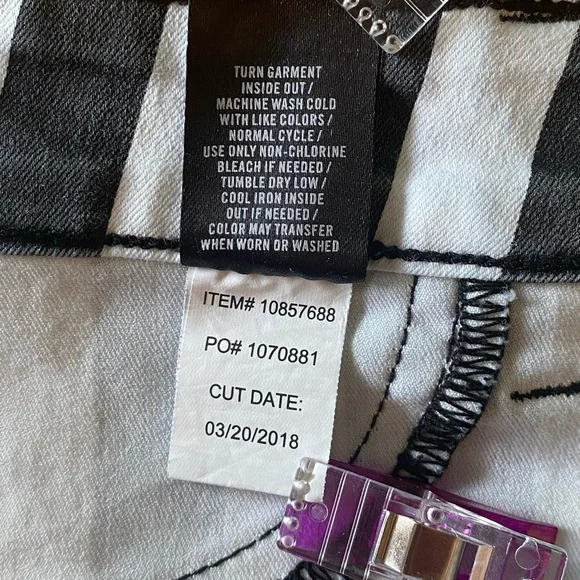 TURN GARMENT
INSIDE OUT /
MACHINE WASH COLD
WITH LIKE COLORS /
NORMAL CYCLE /
USE ONLY NON-CHLORINE
BLEACH IF NEEDED /
TUMBLE DRY LOW /
COOL IRON INSIDE
OUT IF NEEDED /
COLOR MAY TRANSFER
WHEN WORN OR WASHED
ITEM# 10857688
PO# 1070881
CUT DATE:
03/20/2018